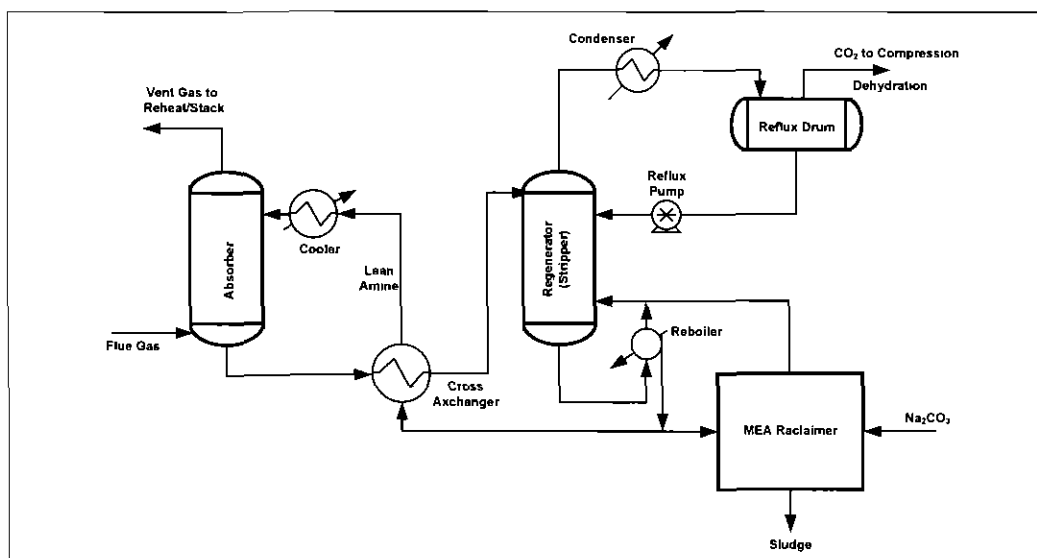 Condenser
CO₂ to Compression
Dehydration
Vent Gas to
Reheat/Stack
Reflux Drum
Reflux
Pump
Cooler
Absorber
Lean
Amine
Regenerator
(Stripper)
Flue Gas
Reboiler
Cross
Axchanger
MEA Raclaimer
Na₂CO₃
Sludge